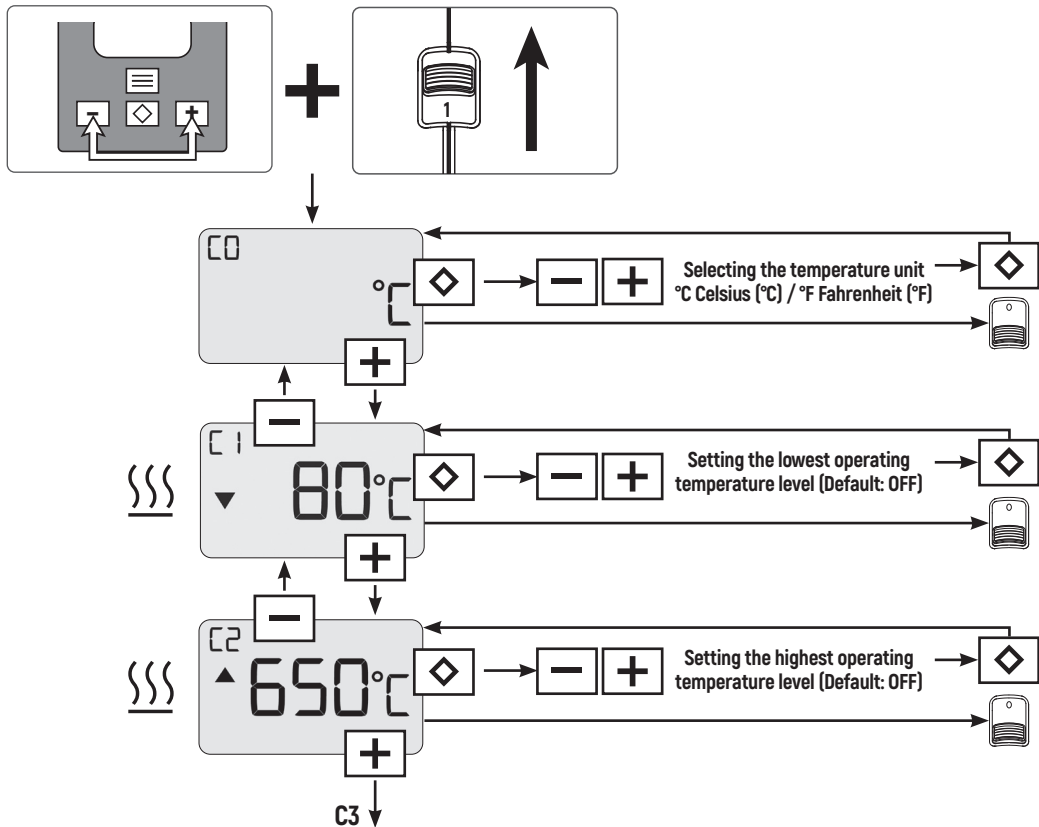 1
C0
°C
Selecting the temperature unit
°C Celsius (°C) / °F Fahrenheit (°F)
C1
80°C
Setting the lowest operating
temperature level (Default: OFF)
C2
650°C
Setting the highest operating
temperature level (Default: OFF)
C3